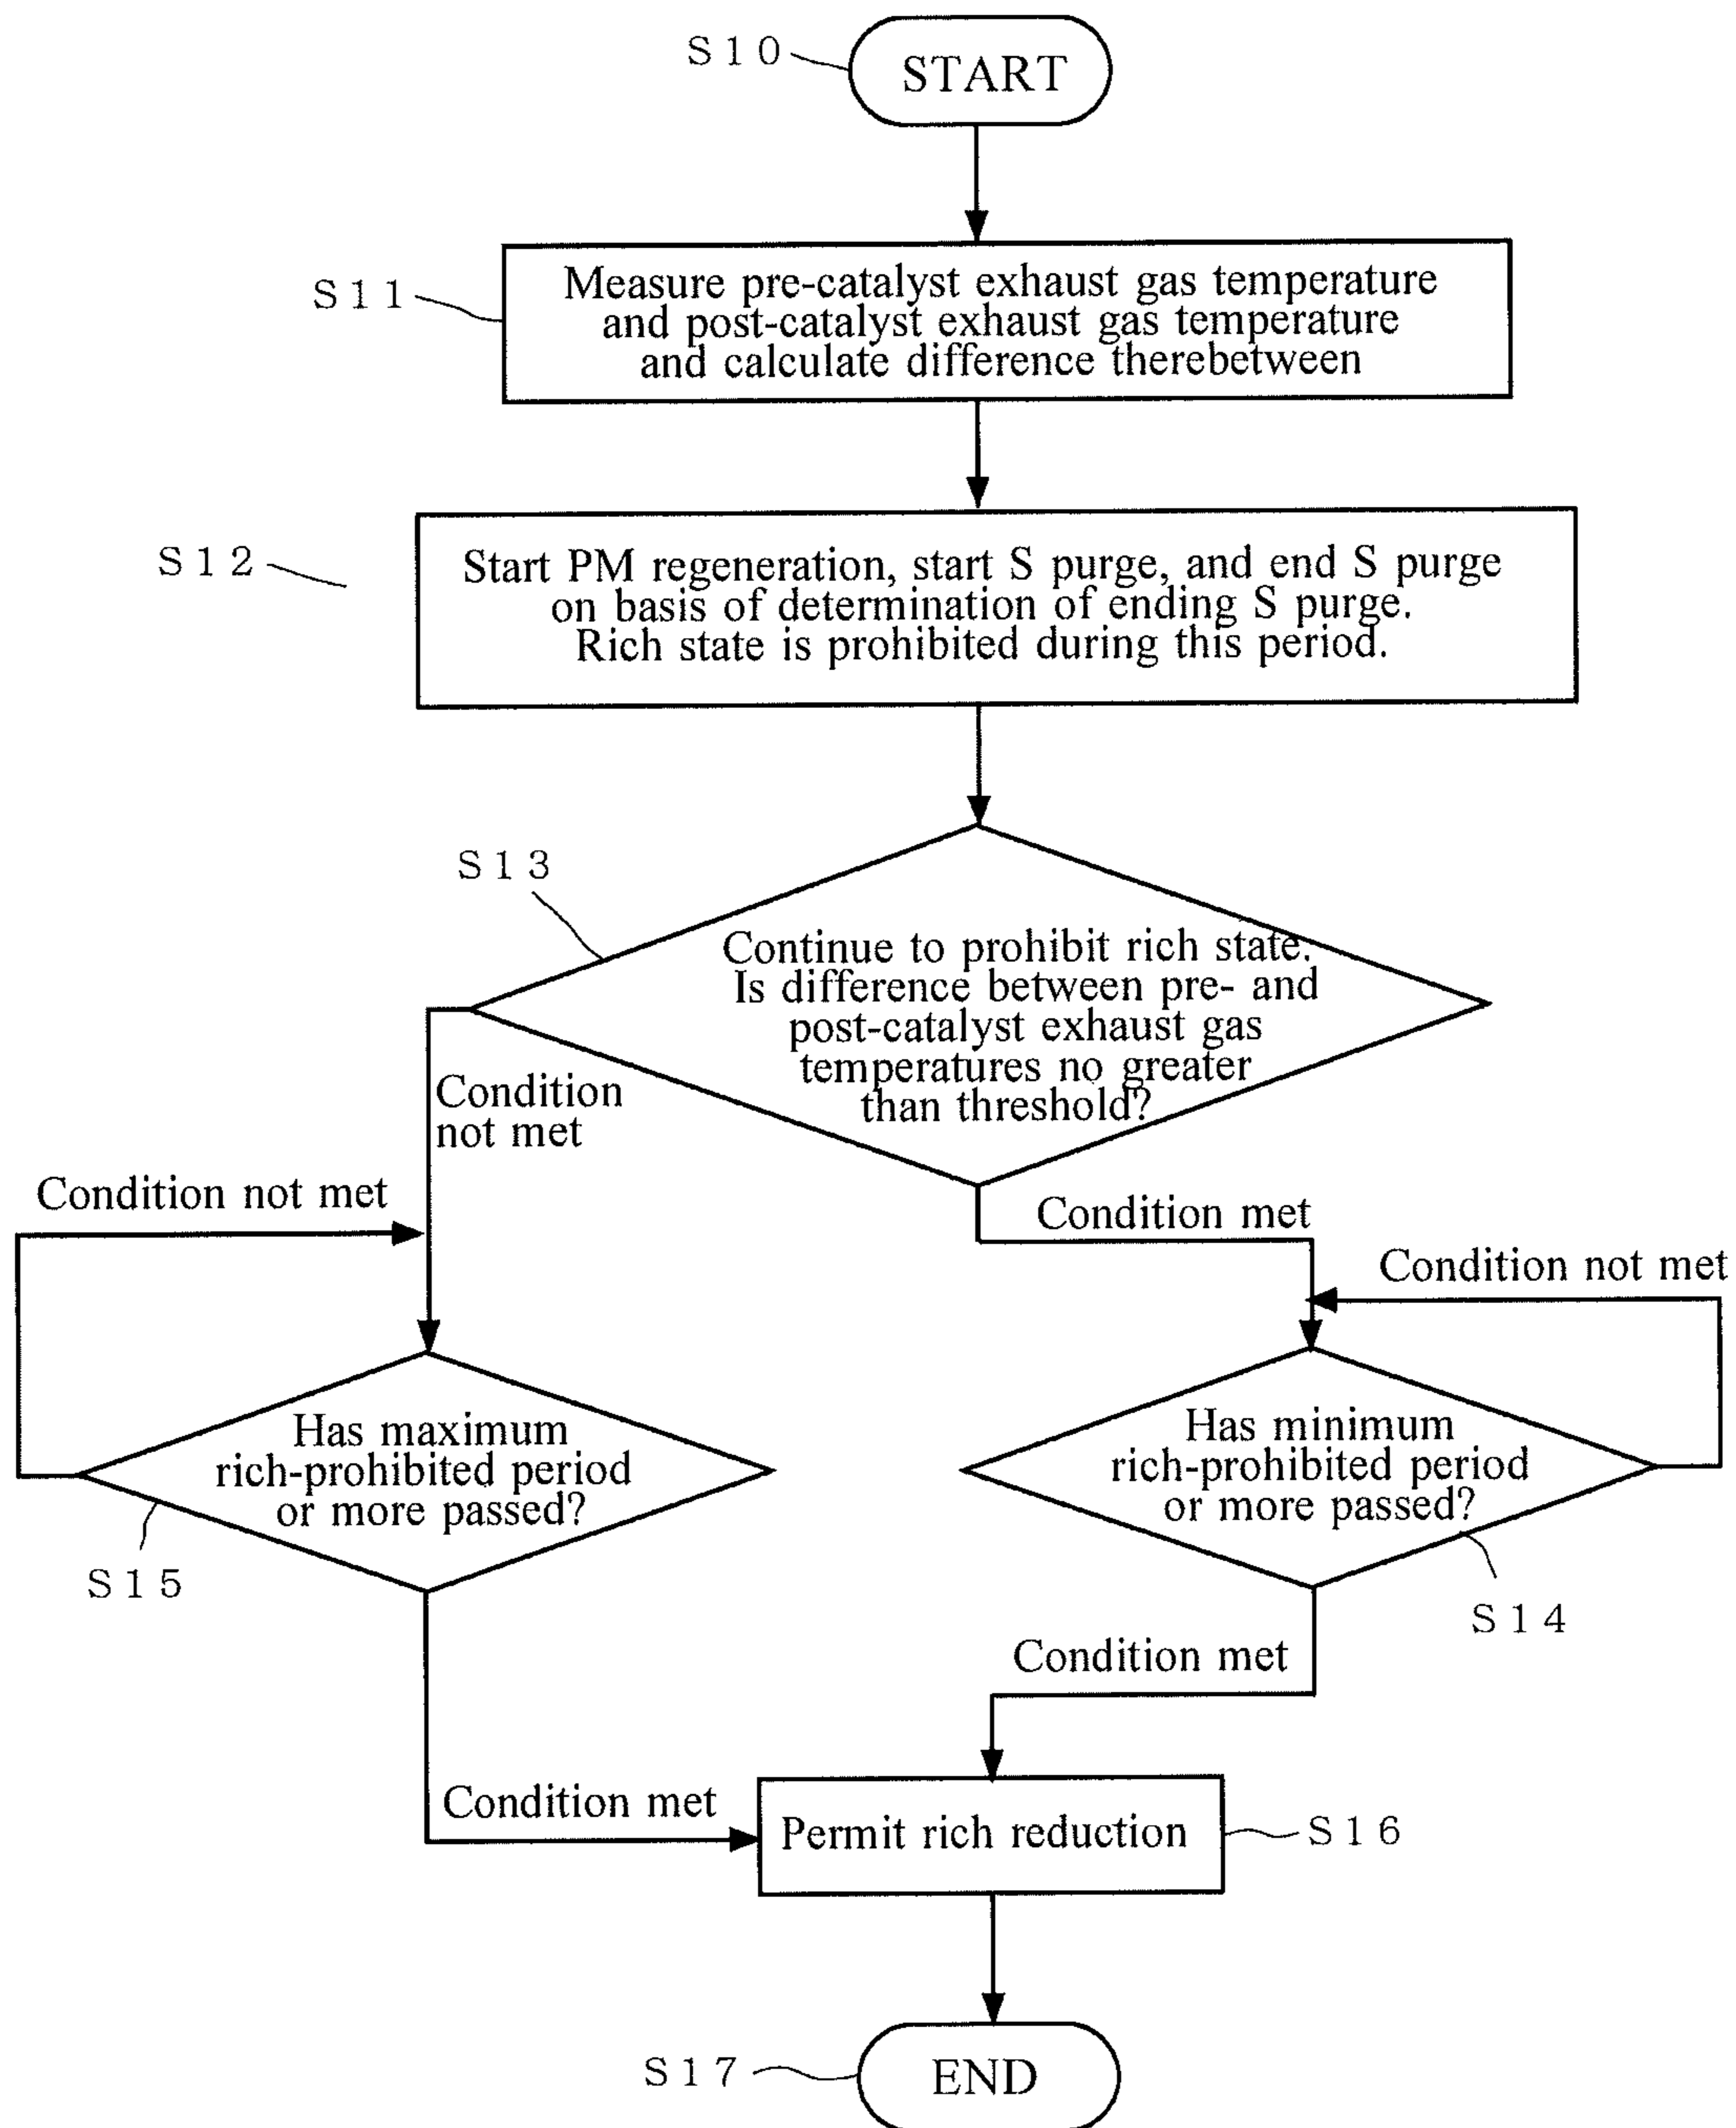 S10
START
S11
Measure pre-catalyst exhaust gas temperature
and post-catalyst exhaust gas temperature
and calculate difference therebetween
S12
Start PM regeneration, start S purge, and end S purge
on basis of determination of ending S purge.
Rich state is prohibited during this period.
S13
Continue to prohibit rich state.
Is difference between pre- and
post-catalyst exhaust gas
temperatures no greater
than threshold?
Condition
not met
Condition not met
Condition met
Condition not met
Has maximum
rich-prohibited period
or more passed?
S15
Has minimum
rich-prohibited period
or more passed?
S14
Condition met
Condition met
Permit rich reduction
S16
S17
END